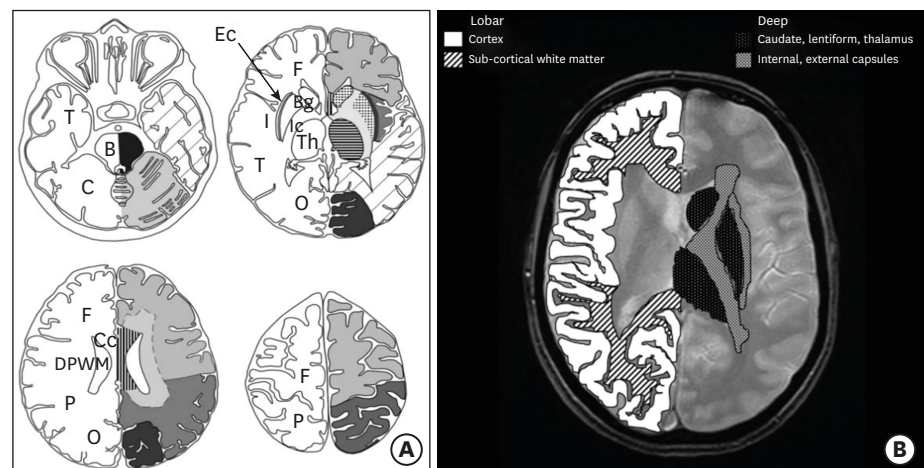 Ec
F
Bg
I
Ic
Th
T
O
T
B
C
F
Cc
DPWM
P
O
F
P
A
Lobar
Cortex
Sub-cortical white matter
Deep
Caudate, lentiform, thalamus
Internal, external capsules
B